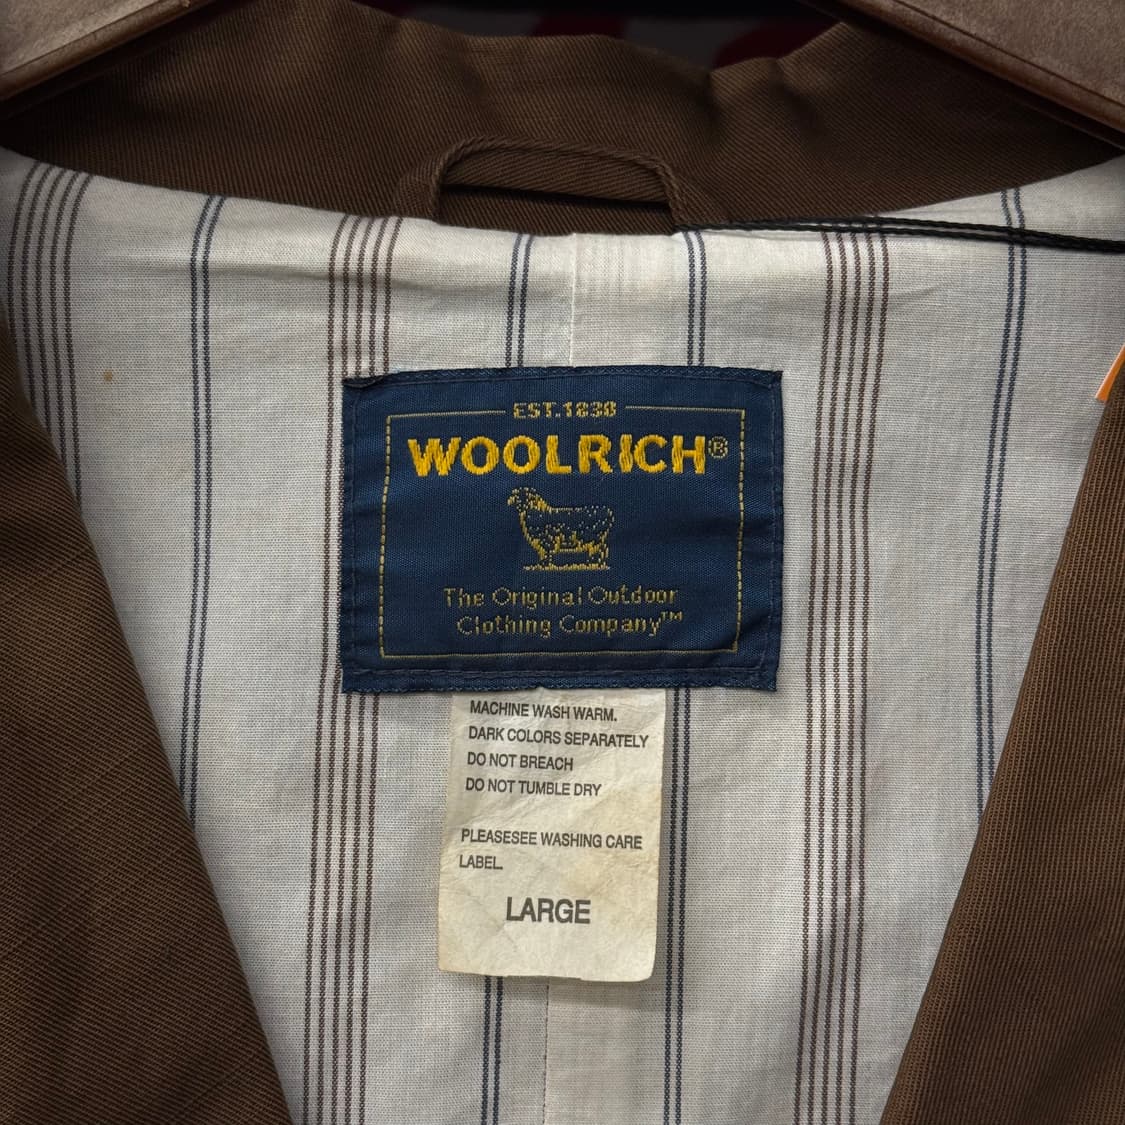 EST.1830
WOOLRICH®
The Original Outdoor
Clothing Company™
MACHINE WASH WARM.
DARK COLORS SEPARATELY
DO NOT BREACH
DO NOT TUMBLE DRY
PLEASESEE WASHING CARE
LABEL.
LARGE